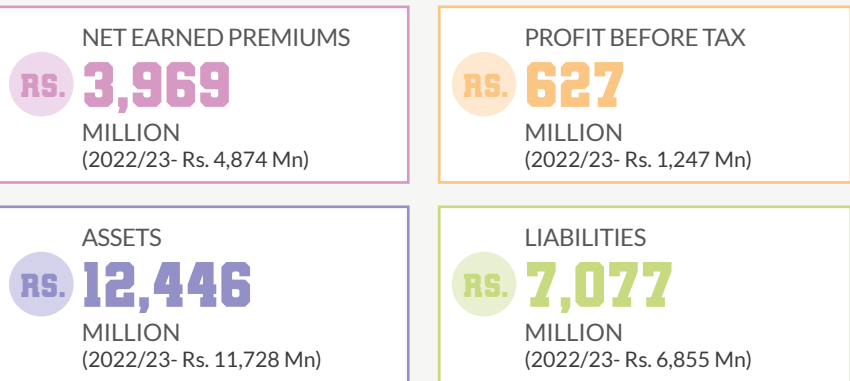 NET EARNED PREMIUMS
RS. 3,969
MILLION
(2022/23- Rs. 4,874 Mn)
PROFIT BEFORE TAX
RS. 627
MILLION
(2022/23- Rs. 1,247 Mn)
ASSETS
RS. 12,446
MILLION
(2022/23- Rs. 11,728 Mn)
LIABILITIES
RS. 7,077
MILLION
(2022/23- Rs. 6,855 Mn)